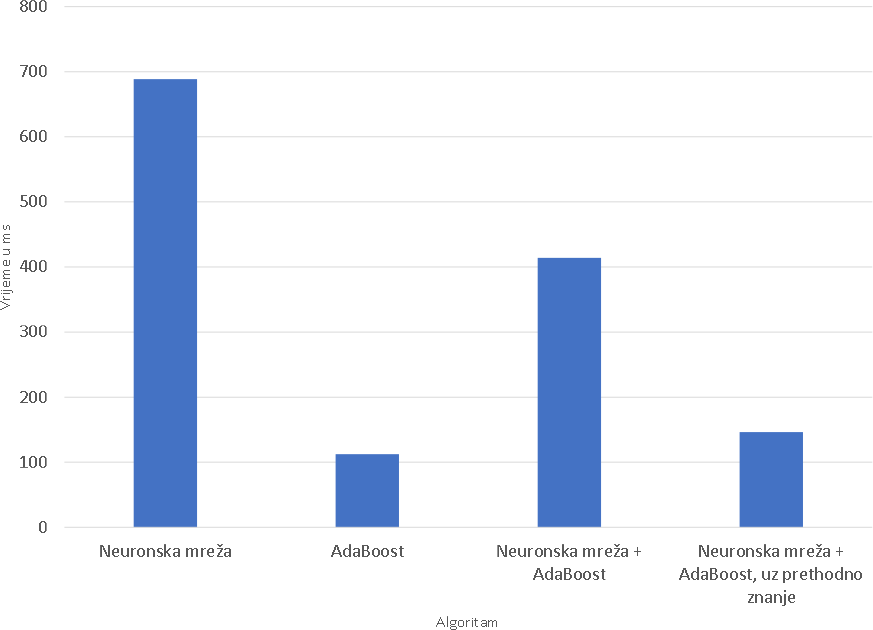 800
700
600
500
400
300
200
100
0
Vrijeme u ms
Neuronska mreža
AdaBoost
Neuronska mreža +
AdaBoost
Neuronska mreža +
AdaBoost, uz prethodno
znanje
Algoritam